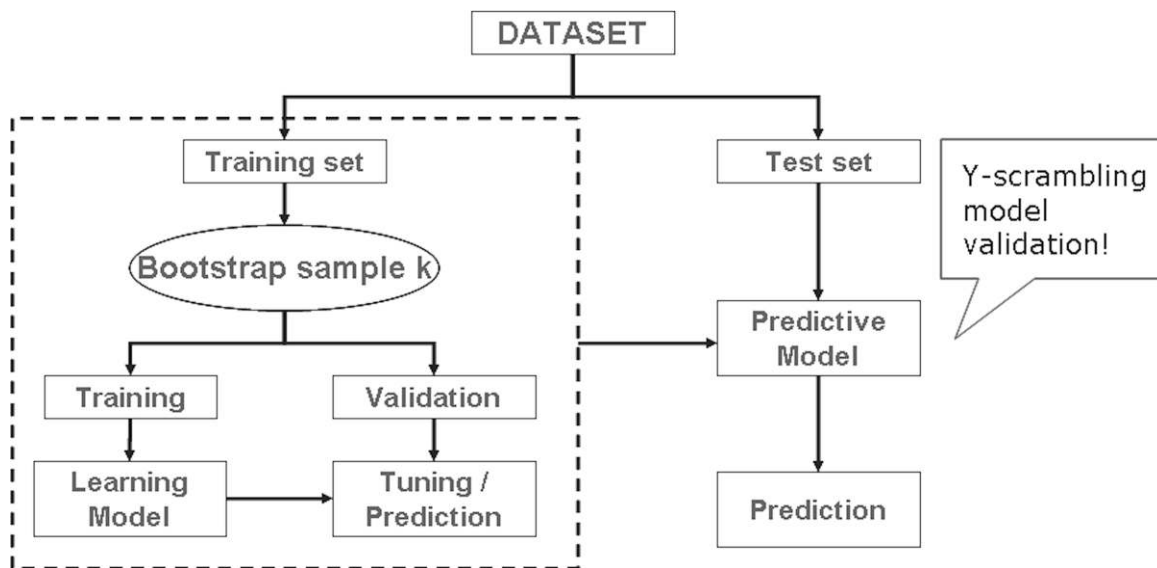 DATASET
Training set
Test set
Y-scrambling
model
validation!
Bootstrap sample k
Predictive
Model
Training
Validation
Learning
Model
Tuning /
Prediction
Prediction